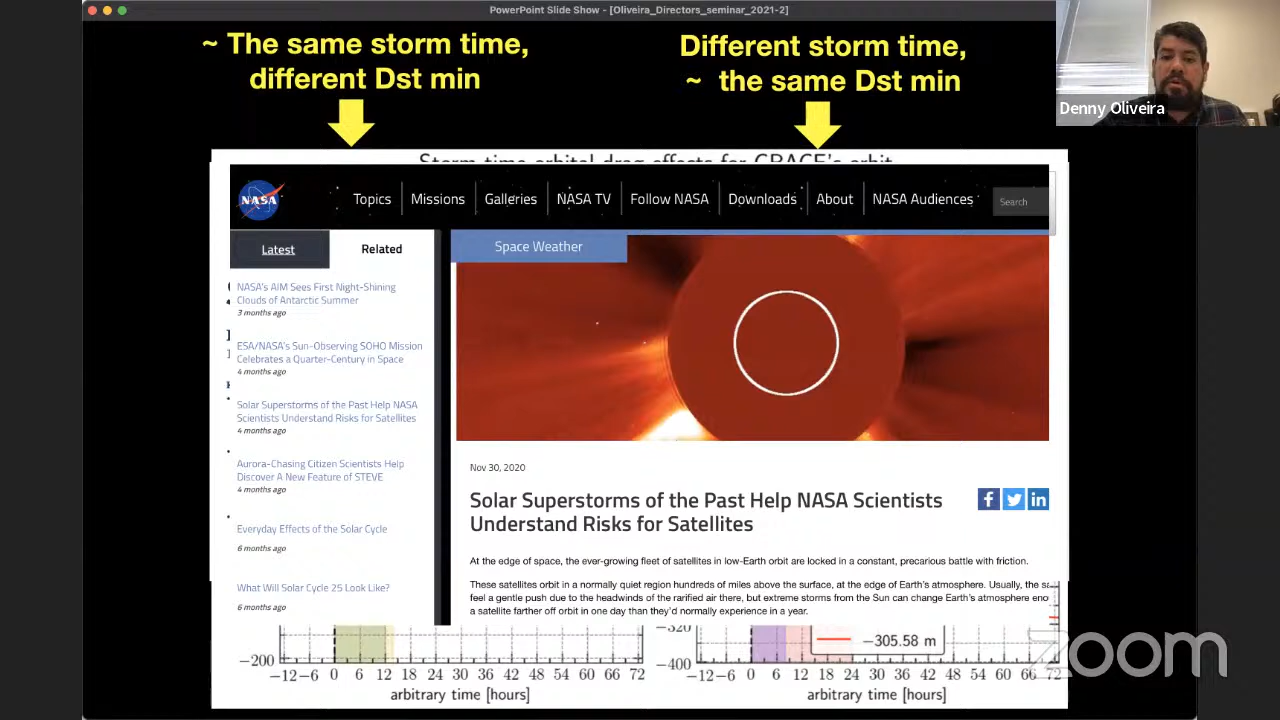 PowerPoint Slide Show - [Oliveira_Directors_seminar_2021-2]
~ The same storm time,
different Dst min
Different storm time,
~ the same Dst min
Denny Oliveira
Storm time orbital drag effects for GRACE's orbit
NASA
Topics
Missions
Galleries
NASA TV
Follow NASA
Downloads
About
NASA Audiences
Search
Latest
Related
NASA's AIM Sees First Night-Shining
Clouds of Antarctic Summer
3 months ago
ESA/NASA's Sun-Observing SOHO Mission
Celebrates a Quarter-Century in Space
4 months ago
Solar Superstorms of the Past Help NASA
Scientists Understand Risks for Satellites
4 months ago
Aurora-Chasing Citizen Scientists Help
Discover A New Feature of STEVE
4 months ago
Everyday Effects of the Solar Cycle
6 months ago
What Will Solar Cycle 25 Look Like?
6 months ago
Space Weather
Nov 30, 2020
Solar Superstorms of the Past Help NASA Scientists
Understand Risks for Satellites
At the edge of space, the ever-growing fleet of satellites in low-Earth orbit are locked in a constant, precarious battle with friction.
These satellites orbit in a normally quiet region hundreds of miles above the surface, at the edge of Earth's atmosphere. Usually, the
feel a gentle push due to the headwinds of the rarified air there, but extreme storms from the Sun can change Earth's atmosphere
a satellite farther off orbit in one day than they'd normally experience in a year.
−200
−12 −6 0 6 12 18 24 30 36 42 48 54 60 66 72
arbitrary time [hours]
−320
−305.58 m
−400
−12 −6 0 6 12 18 24 30 36 42 48 54 60 66 72
arbitrary time [hours]
zoom